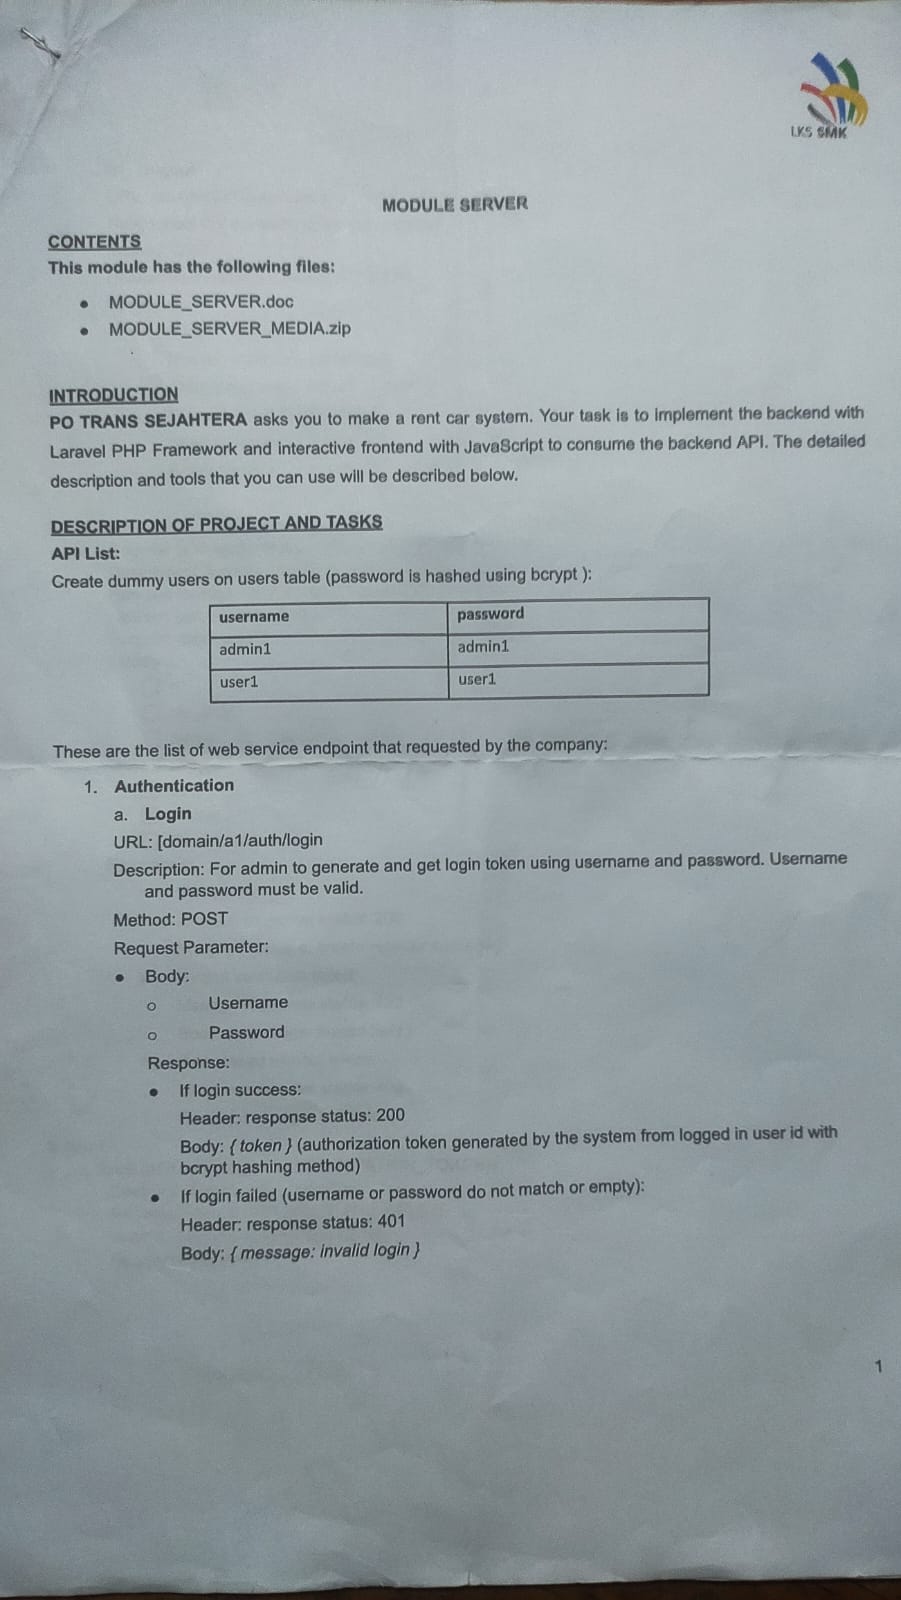 LKS SMK
MODULE SERVER
CONTENTS
This module has the following files:
• MODULE_SERVER.doc
• MODULE_SERVER_MEDIA.zip
INTRODUCTION
PO TRANS SEJAHTERA asks you to make a rent car system. Your task is to implement the backend with
Laravel PHP Framework and interactive frontend with JavaScript to consume the backend API. The detailed
description and tools that you can use will be described below.
DESCRIPTION OF PROJECT AND TASKS
API List:
Create dummy users on users table (password is hashed using bcrypt ):
username password
admin1 admin1
user1 user1
These are the list of web service endpoint that requested by the company:
1. Authentication
a. Login
URL: [domain/a1/auth/login
Description: For admin to generate and get login token using username and password. Username
and password must be valid.
Method: POST
Request Parameter:
• Body:
o Username
o Password
Response:
• If login success:
Header: response status: 200
Body: { token } (authorization token generated by the system from logged in user id with
bcrypt hashing method)
• If login failed (username or password do not match or empty):
Header: response status: 401
Body: { message: invalid login }
1